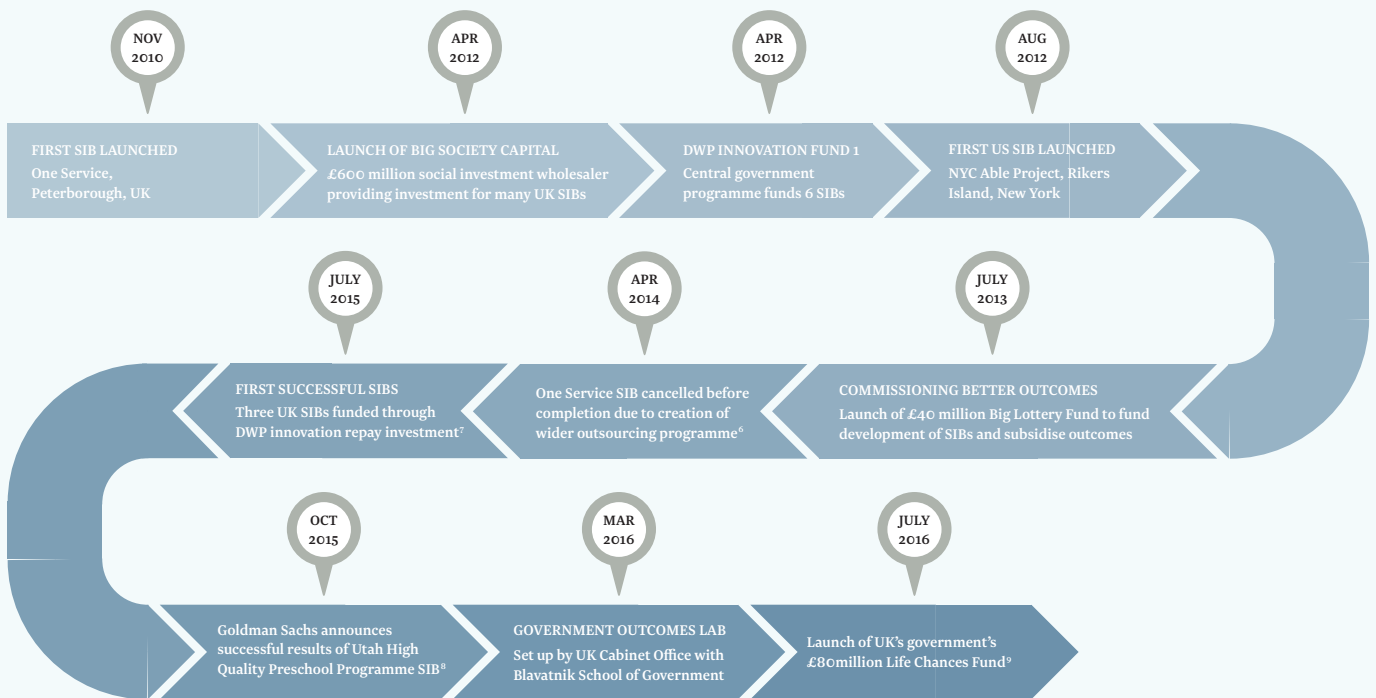 NOV
2010
APR
2012
APR
2012
AUG
2012
FIRST SIB LAUNCHED
One Service,
Peterborough, UK
LAUNCH OF BIG SOCIETY CAPITAL
£600 million social investment wholesaler
providing investment for many UK SIBs
DWP INNOVATION FUND 1
Central government
programme funds 6 SIBs
FIRST US SIB LAUNCHED
NYC Able Project, Rikers
Island, New York
JULY
2013
APR
2014
JULY
2015
COMMISSIONING BETTER OUTCOMES
Launch of £40 million Big Lottery Fund to fund
development of SIBs and subsidise outcomes
One Service SIB cancelled before
completion due to creation of
wider outsourcing programme⁶
FIRST SUCCESSFUL SIBS
Three UK SIBs funded through
DWP innovation repay investment⁷
OCT
2015
MAR
2016
JULY
2016
Goldman Sachs announces
successful results of Utah High
Quality Preschool Programme SIB⁸
GOVERNMENT OUTCOMES LAB
Set up by UK Cabinet Office with
Blavatnik School of Government
Launch of UK's government's
£80million Life Chances Fund⁹